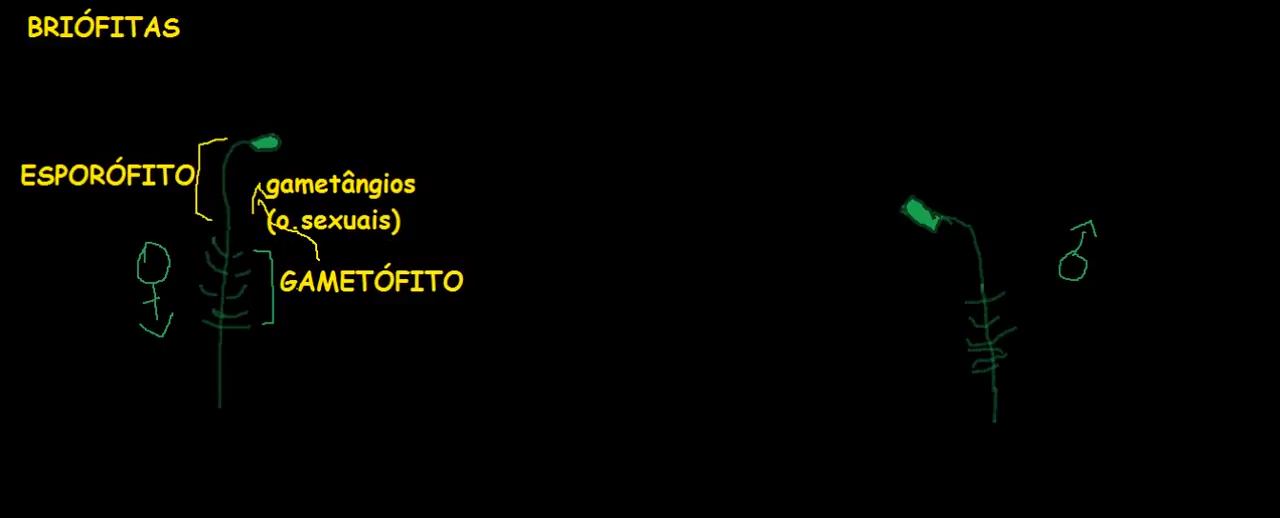 BRIÓFITAS
ESPORÓFITO
gametângios
(o.sexuais)
GAMETÓFITO